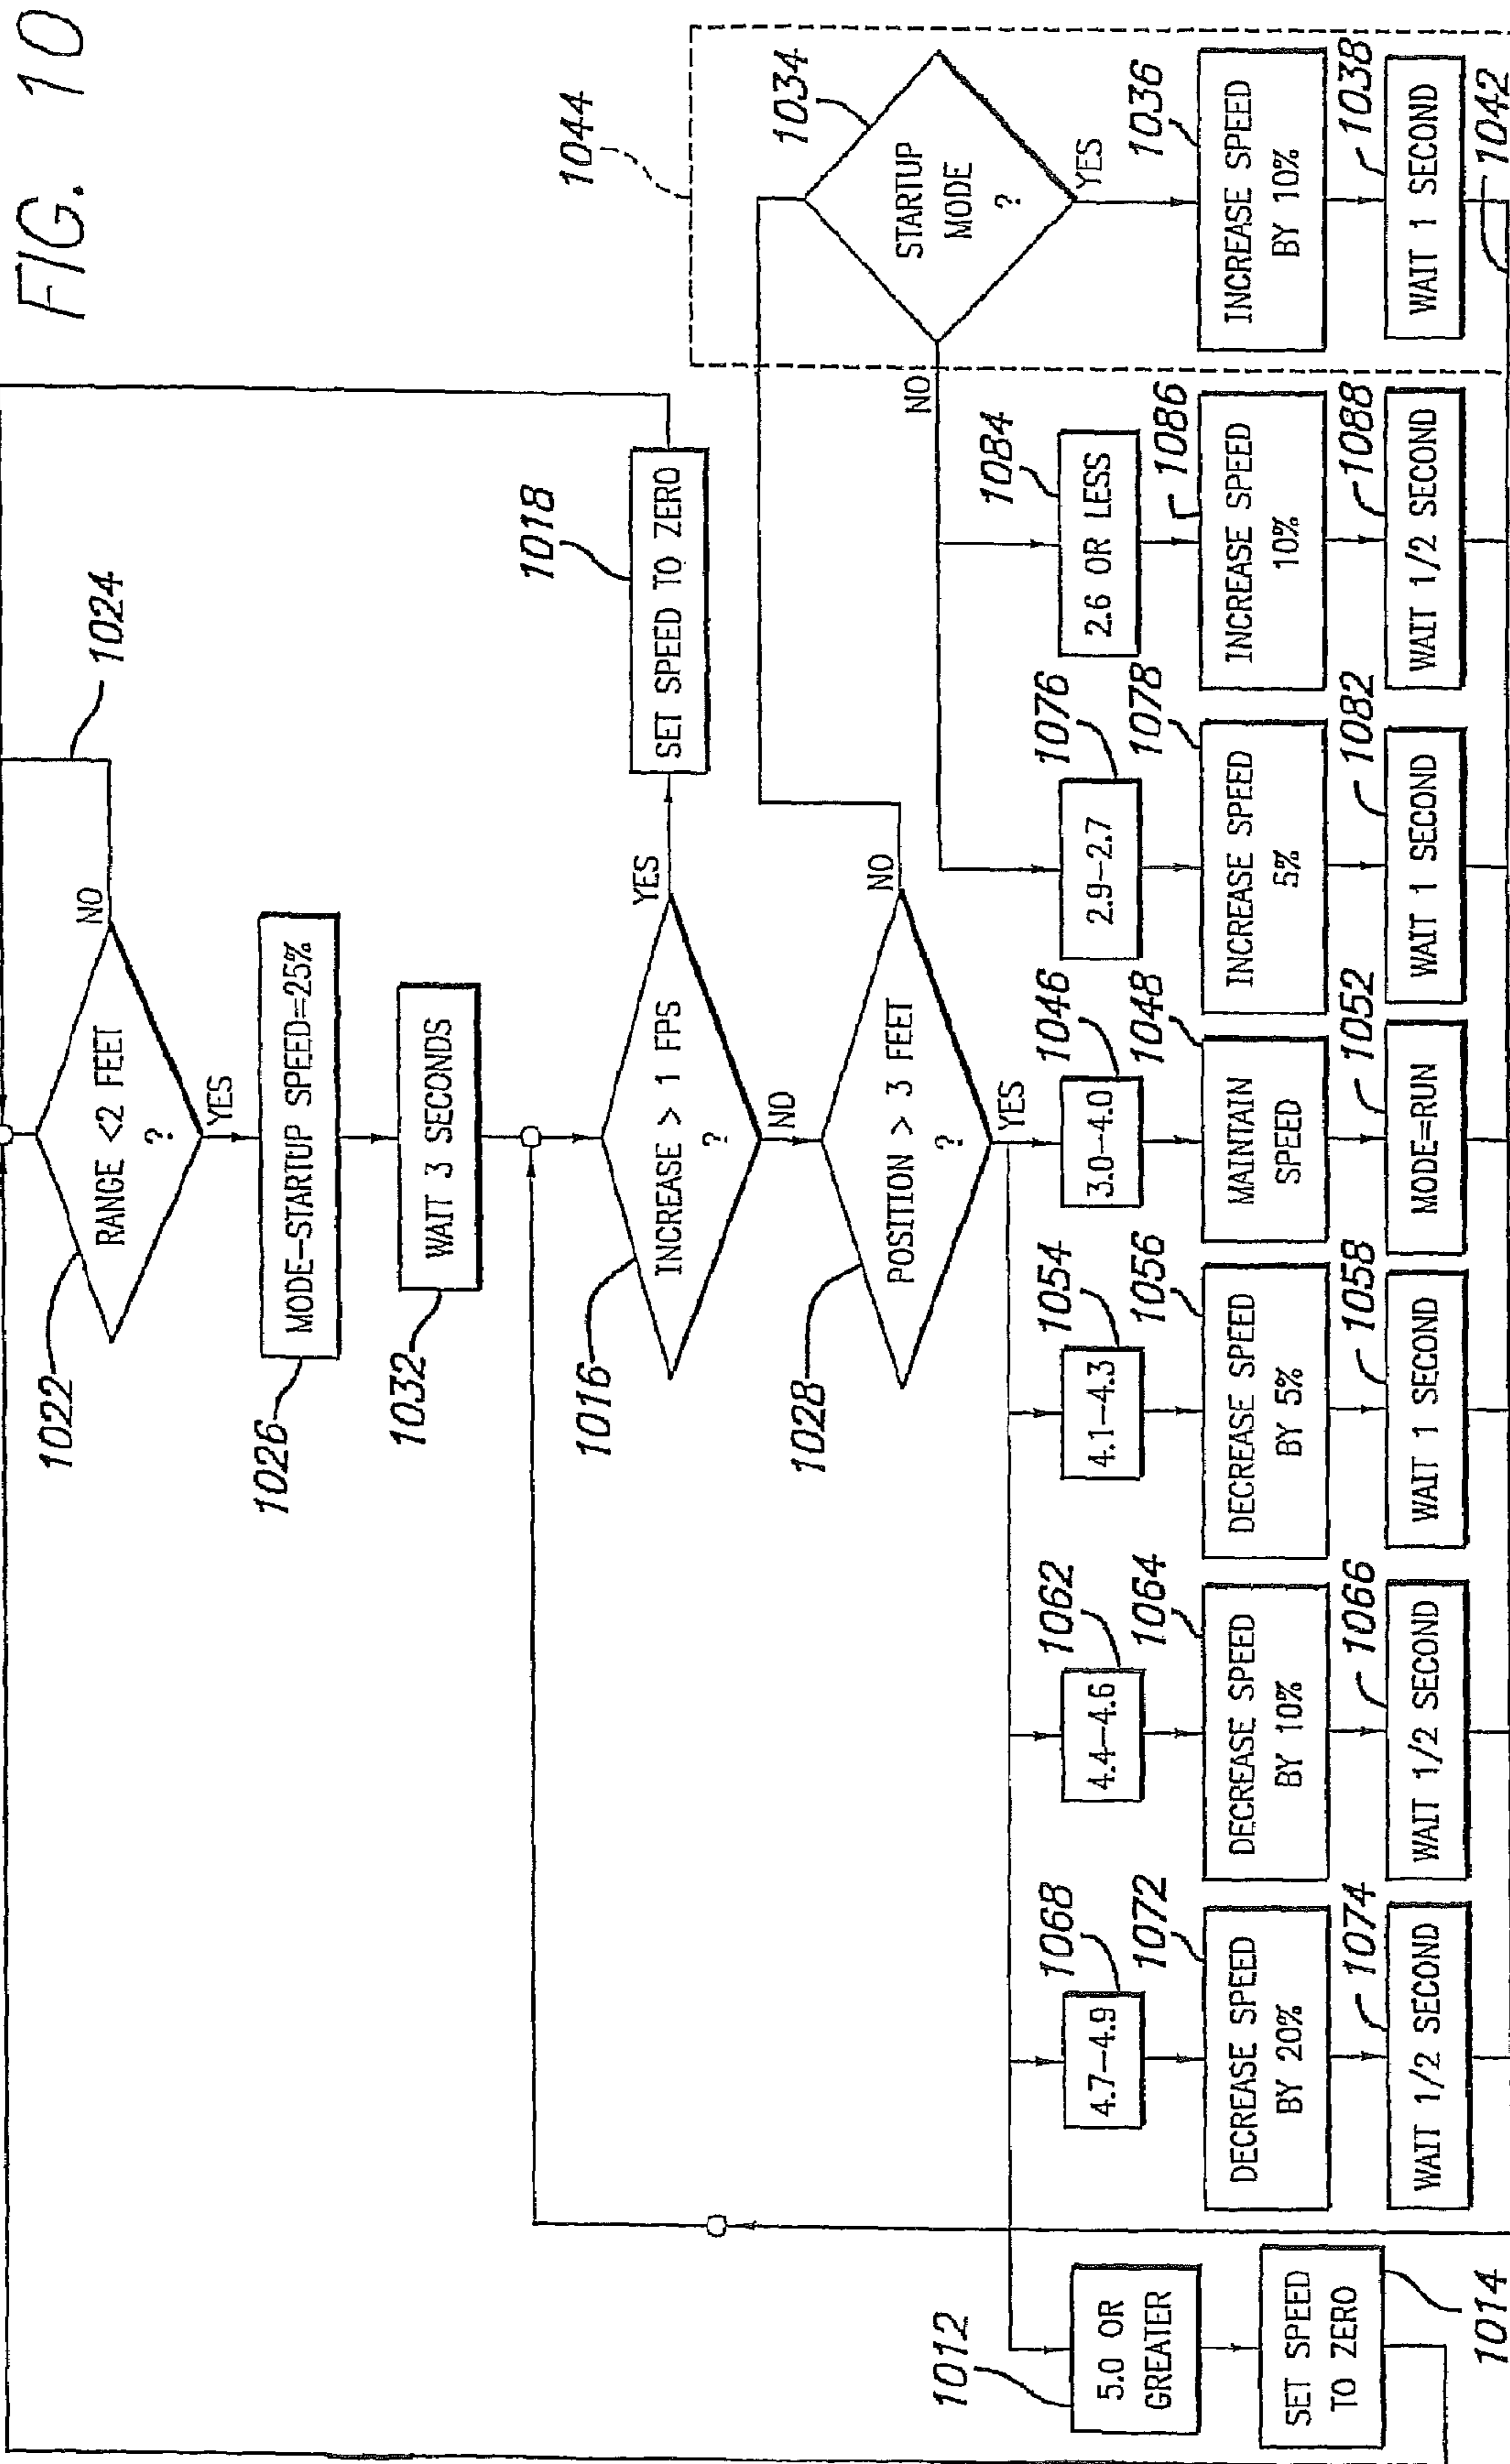 FIG. 10
1022
RANGE <2 FEET
?
NO
1024
YES
1026
MODE-STARTUP SPEED=25%
1032
WAIT 3 SECONDS
1016
INCREASE > 1 FPS
?
YES
1018
SET SPEED TO ZERO
NO
1028
POSITION > 3 FEET
?
NO
YES
1044
1034
STARTUP
MODE
?
NO
YES
1012
5.0 OR
GREATER
SET SPEED
TO ZERO
1014
1068
4.7-4.9
1072
DECREASE SPEED
BY 20%
1074
WAIT 1/2 SECOND
1062
4.4-4.6
1064
DECREASE SPEED
BY 10%
1066
WAIT 1/2 SECOND
1054
4.1-4.3
1056
DECREASE SPEED
BY 5%
1058
WAIT 1 SECOND
1046
3.0-4.0
1048
MAINTAIN
SPEED
1052
MODE=RUN
1076
2.9-2.7
1078
INCREASE SPEED
5%
1082
WAIT 1 SECOND
1084
2.6 OR LESS
1086
INCREASE SPEED
10%
1088
WAIT 1/2 SECOND
1036
INCREASE SPEED
BY 10%
1038
WAIT 1 SECOND
1042